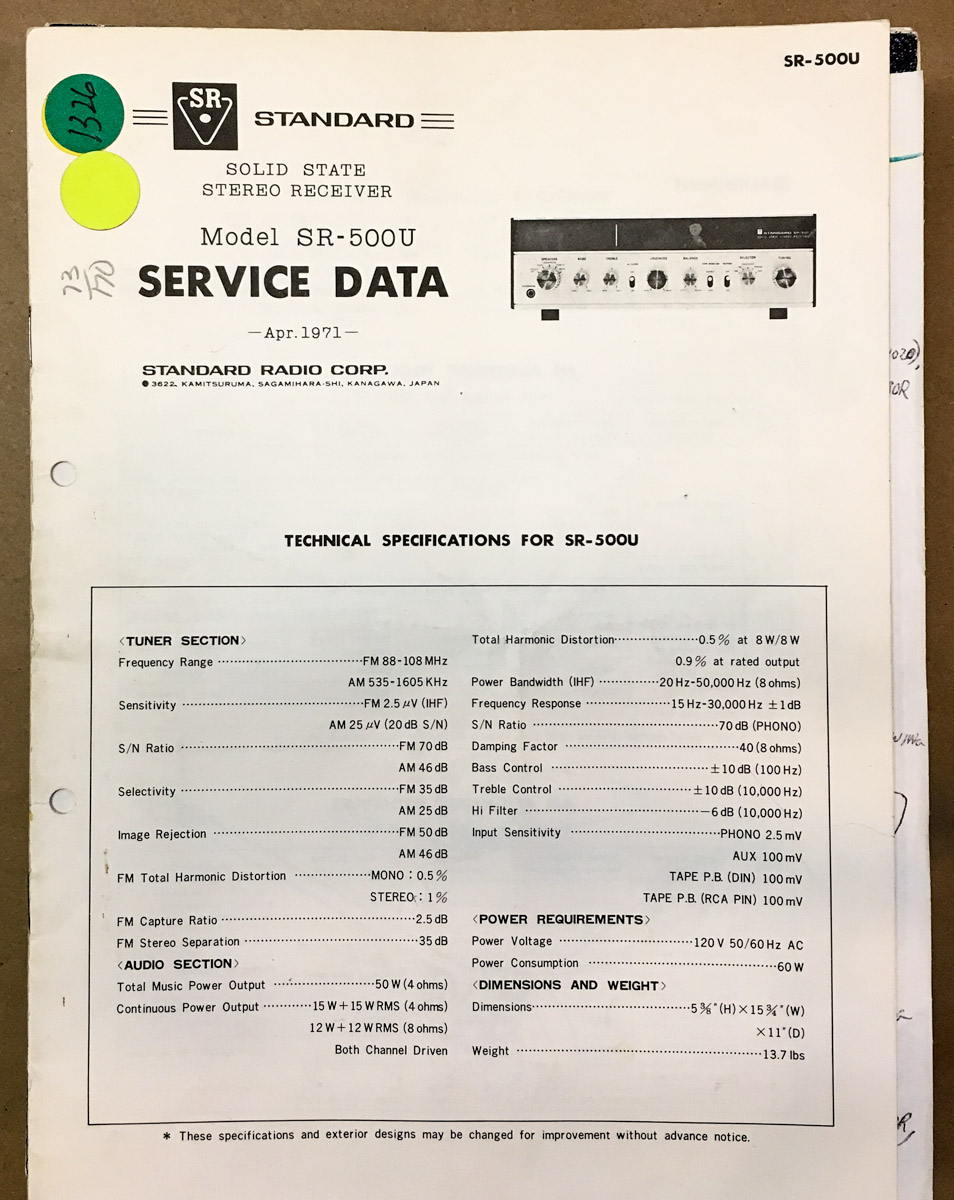 SR-500U
1326
SR
STANDARD
SOLID STATE
STEREO RECEIVER
Model SR-500U
SERVICE DATA
—Apr.1971—
STANDARD RADIO CORP.
●3622, KAMITSURUMA, SAGAMIHARA-SHI, KANAGAWA, JAPAN
TECHNICAL SPECIFICATIONS FOR SR-500U
〈TUNER SECTION〉
Frequency Range ·················FM 88-108 MHz
AM 535-1605 KHz
Sensitivity ·················FM 2.5 μV (IHF)
AM 25 μV (20 dB S/N)
S/N Ratio ·················FM 70 dB
AM 46 dB
Selectivity ·················FM 35 dB
AM 25 dB
Image Rejection ·················FM 50 dB
AM 46 dB
FM Total Harmonic Distortion ·················MONO : 0.5 %
STEREO : 1 %
FM Capture Ratio ·················2.5 dB
FM Stereo Separation ·················35 dB
〈AUDIO SECTION〉
Total Music Power Output ·················50 W (4 ohms)
Continuous Power Output ···········15 W + 15 W RMS (4 ohms)
12 W + 12 W RMS (8 ohms)
Both Channel Driven
Total Harmonic Distortion·················0.5 % at 8 W/8 W
0.9 % at rated output
Power Bandwidth (IHF) ·············20 Hz-50,000 Hz (8 ohms)
Frequency Response ·················15 Hz-30,000 Hz ±1 dB
S/N Ratio ·················70 dB (PHONO)
Damping Factor ·················40 (8 ohms)
Bass Control ·················±10 dB (100 Hz)
Treble Control ·················±10 dB (10,000 Hz)
Hi Filter ·················−6 dB (10,000 Hz)
Input Sensitivity ·················PHONO 2.5 mV
AUX 100 mV
TAPE P.B. (DIN) 100 mV
TAPE P.B. (RCA PIN) 100 mV
〈POWER REQUIREMENTS〉
Power Voltage ·················120 V 50/60 Hz AC
Power Consumption ·················60 W
〈DIMENSIONS AND WEIGHT〉
Dimensions·················5⅜"(H)×15¾"(W)
×11"(D)
Weight ·················13.7 lbs
* These specifications and exterior designs may be changed for improvement without advance notice.